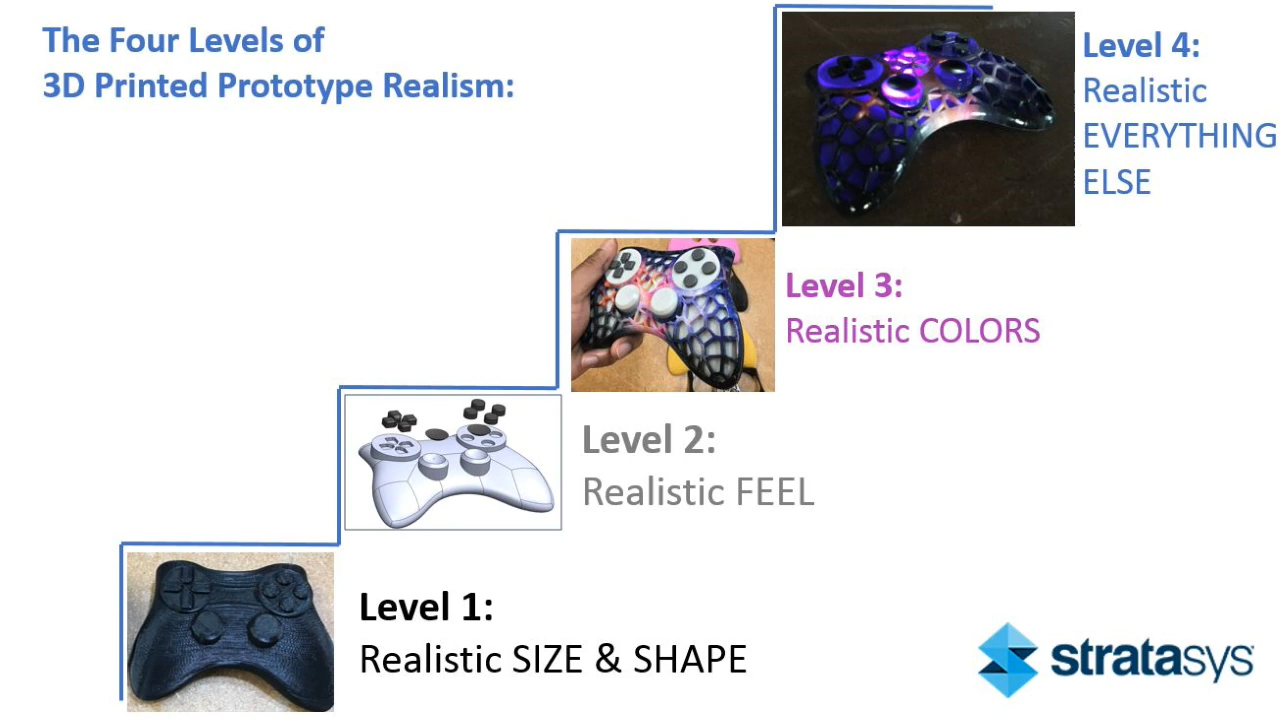 The Four Levels of
3D Printed Prototype Realism:
Level 4:
Realistic
EVERYTHING
ELSE
Level 3:
Realistic COLORS
Level 2:
Realistic FEEL
Level 1:
Realistic SIZE & SHAPE
stratasys